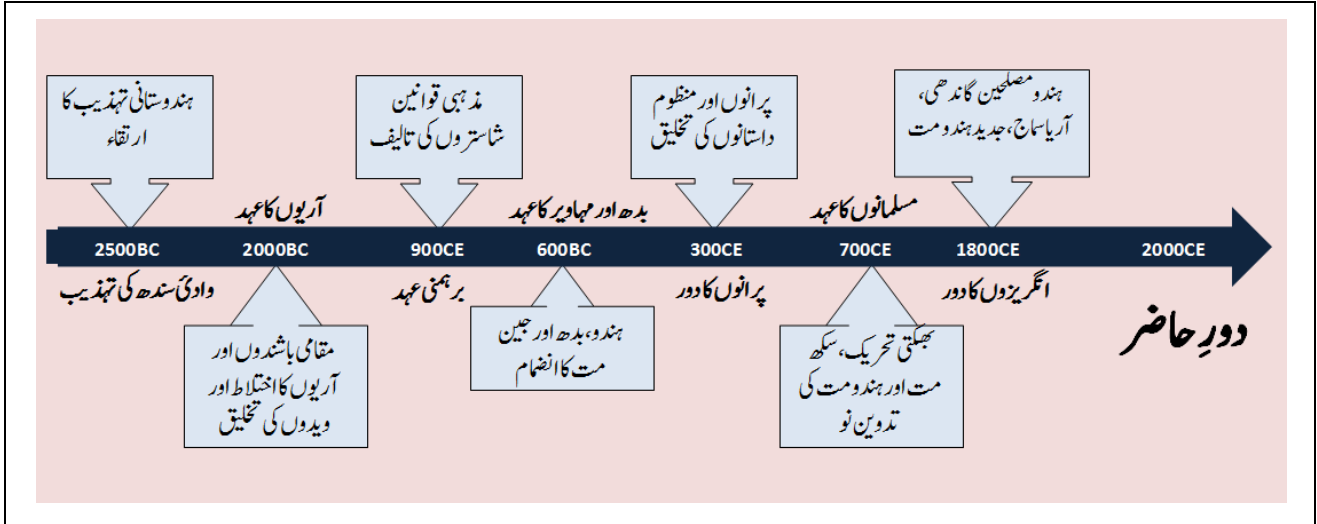 ہندوستانی تہذیب کا
ارتقاء
مذہبی قوانین
شاستروں کی تالیف
پرانوں اور منظوم
داستانوں کی تخلیق
ہندو مصلحین گاندھی،
آریا سماج، جدید ہندو مت
آریوں کا عہد
بدھ اور مہاویر کا عہد
مسلمانوں کا عہد
2500BC
2000BC
900CE
600BC
300CE
700CE
1800CE
2000CE
وادیٔ سندھ کی تہذیب
برہمنی عہد
پرانوں کا دور
انگریزوں کا دور
دورِ حاضر
مقامی باشندوں اور
آریوں کا اختلاط اور
ویدوں کی تخلیق
ہندو، بدھ اور جین
مت کا انضمام
بھگتی تحریک، سکھ
مت اور ہندو مت کی
تدوین نو